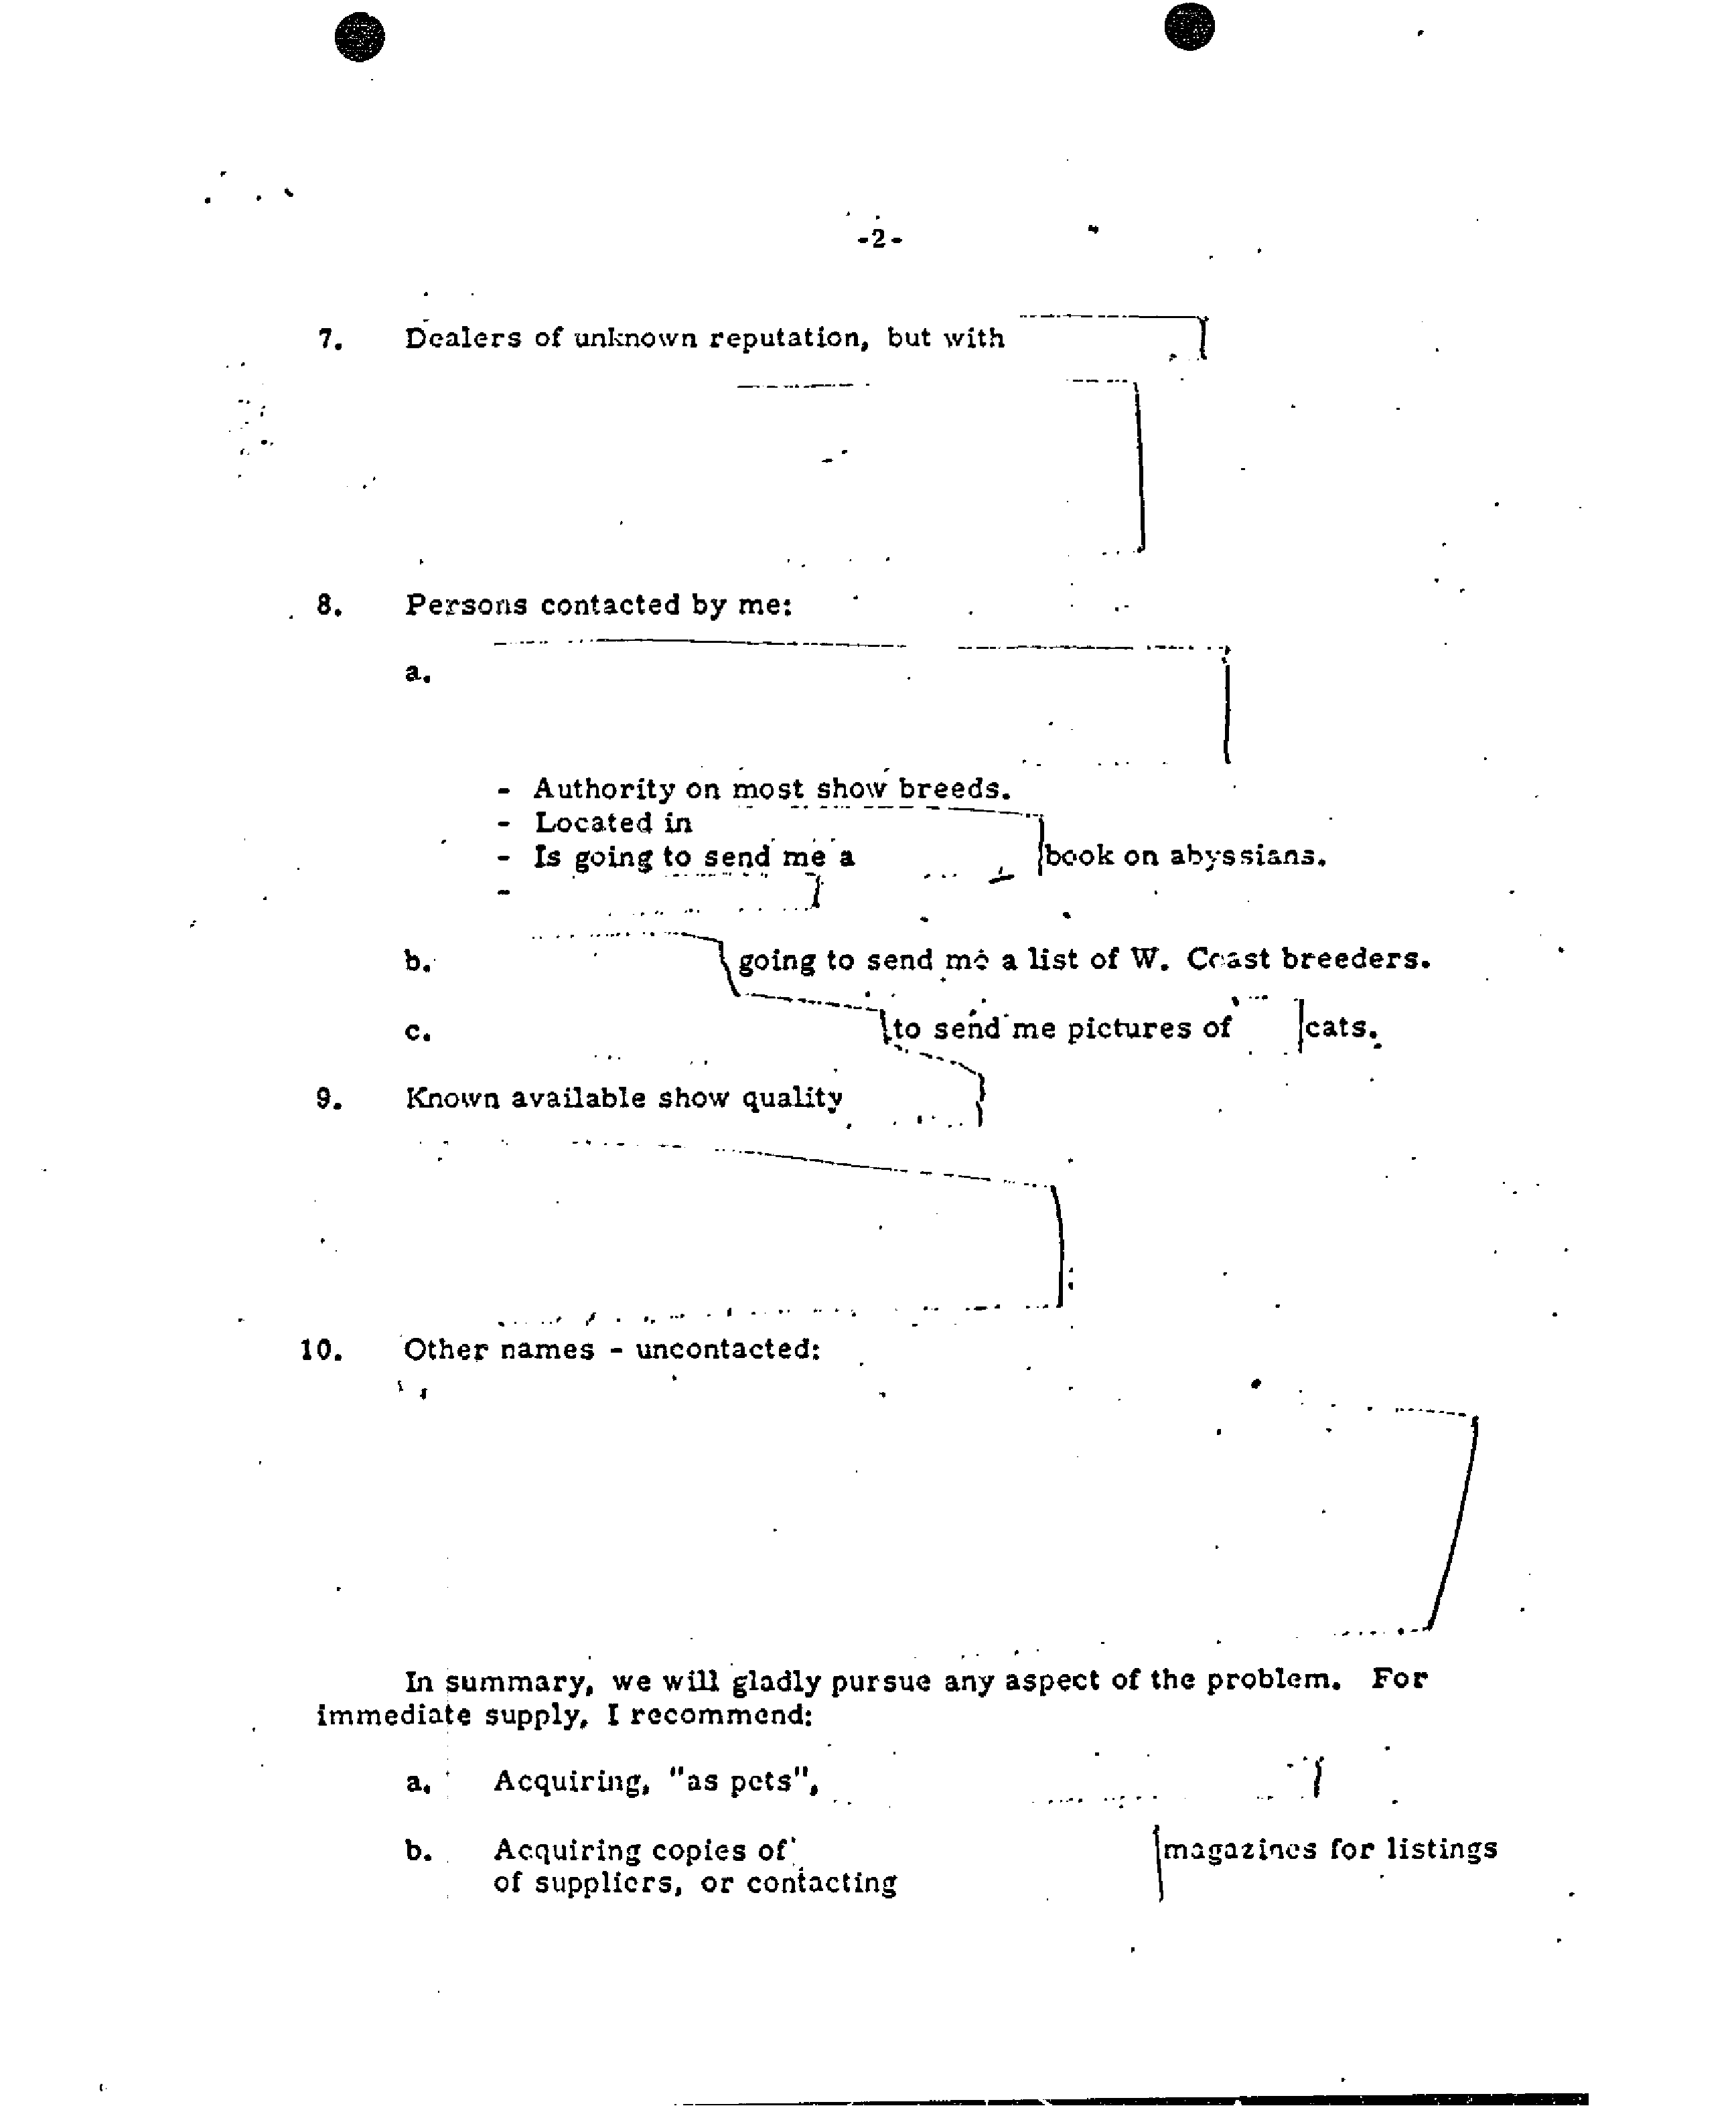 -2-
7. Dealers of unknown reputation, but with
8. Persons contacted by me:
a.
- Authority on most show breeds.
- Located in
- Is going to send me a book on abyssians.
-
b. going to send me a list of W. Coast breeders.
c. to send me pictures of cats.
9. Known available show quality
10. Other names - uncontacted:
In summary, we will gladly pursue any aspect of the problem. For
immediate supply, I recommend:
a. Acquiring, "as pets",
b. Acquiring copies of magazines for listings
of suppliers, or contacting